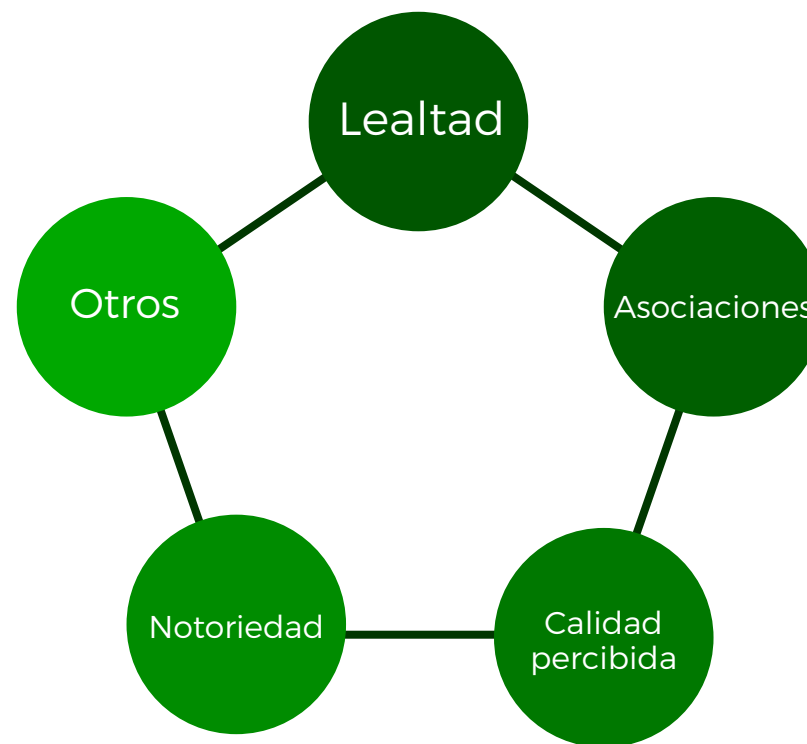 Lealtad
Otros
Asociaciones
Notoriedad
Calidad
percibida